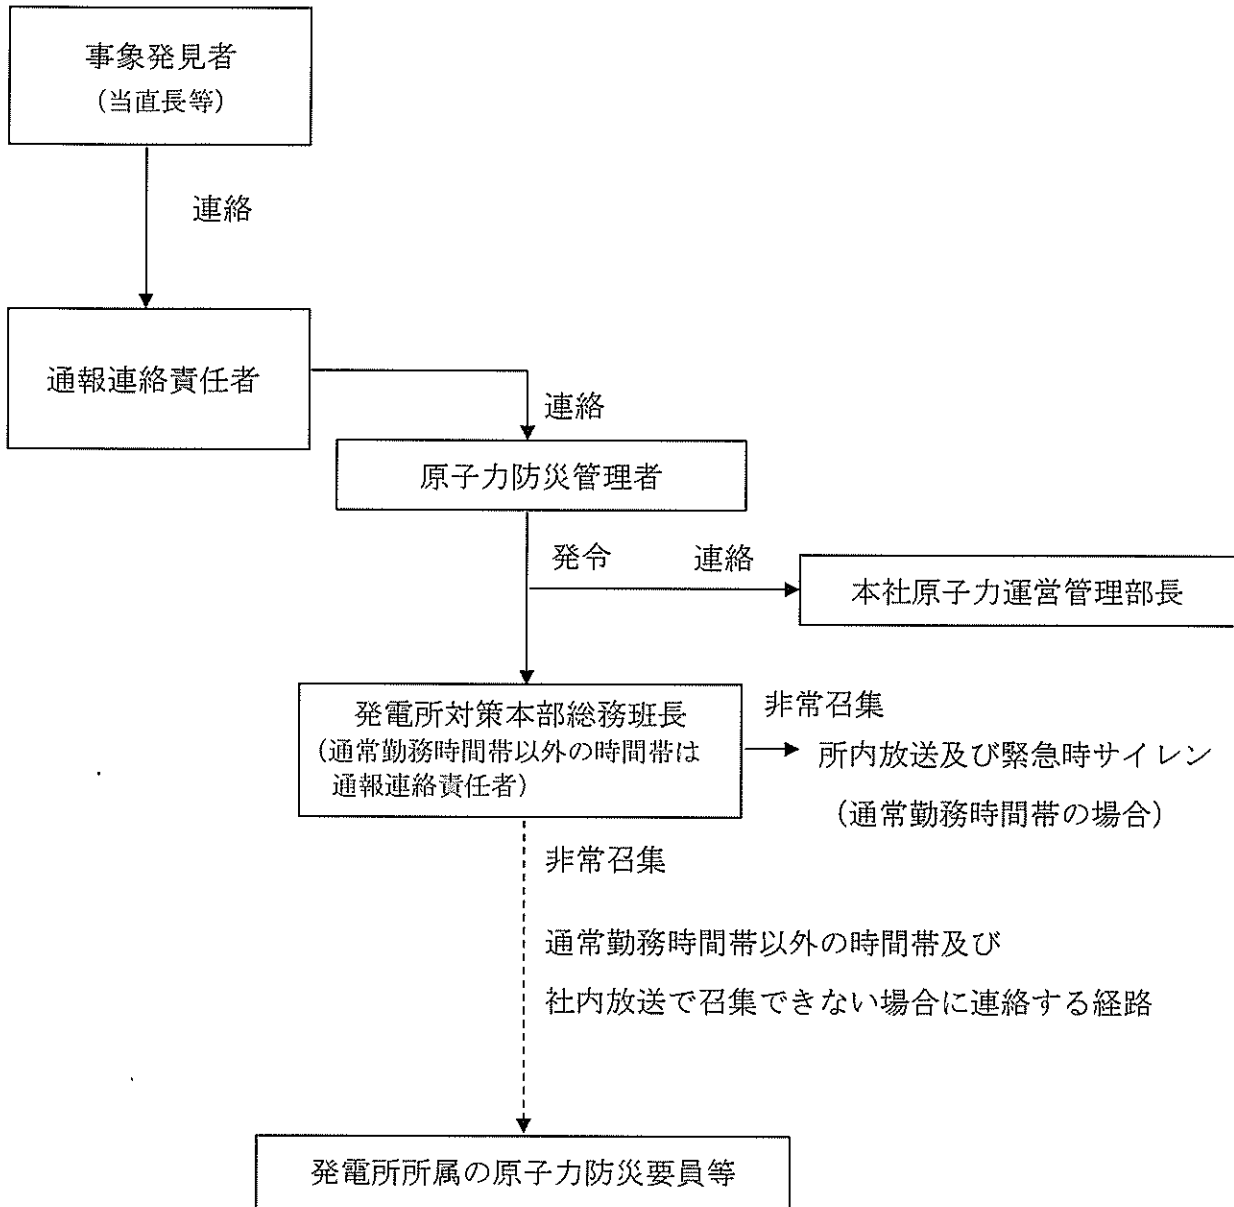 事象発見者
（当直長等）
連絡
通報連絡責任者
連絡
原子力防災管理者
発令
連絡
本社原子力運営管理部長
発電所対策本部総務班長
（通常勤務時間帯以外の時間帯は
通報連絡責任者）
非常召集
所内放送及び緊急時サイレン
（通常勤務時間帯の場合）
非常召集
通常勤務時間帯以外の時間帯及び
社内放送で召集できない場合に連絡する経路
発電所所属の原子力防災要員等